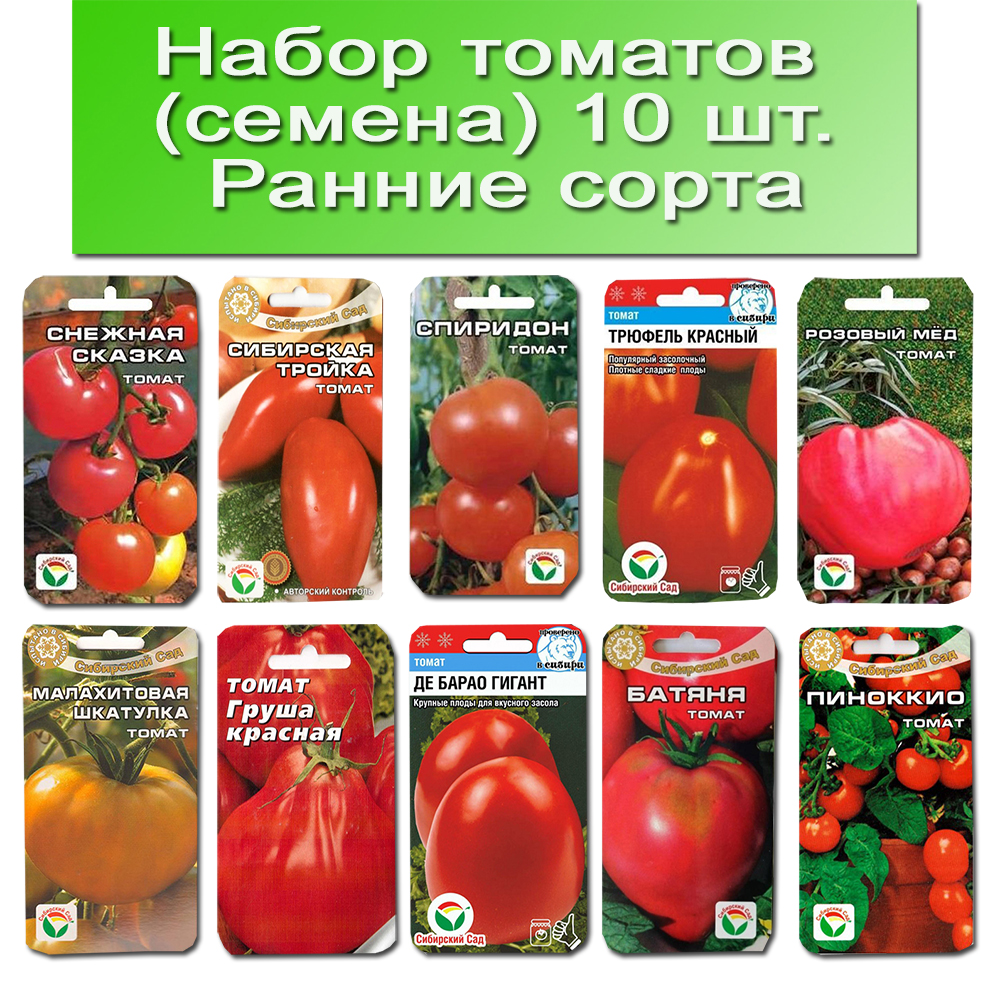 Набор томатов
(семена) 10 шт.
Ранние сорта
СНЕЖНАЯ
СКАЗКА
ТОМАТ
Сибирский Сад
ИСПЫТАНО В СИБИРИ
Сибирский Сад
СИБИРСКАЯ
ТРОЙКА
ТОМАТ
Сибирский Сад
• АВТОРСКИЙ КОНТРОЛЬ
СПИРИДОН
ТОМАТ
Сибирский Сад
проверено
в сибири
томат
ТРЮФЕЛЬ КРАСНЫЙ
Популярный засолочный
Плотные сладкие плоды
Сибирский Сад
РОЗОВЫЙ МЁД
ТОМАТ
Сибирский Сад
ИСПЫТАНО В СИБИРИ
Сибирский Сад
МАЛАХИТОВАЯ
ШКАТУЛКА
ТОМАТ
Сибирский Сад
ТОМАТ
Груша
красная
проверено
в сибири
томат
ДЕ БАРАО ГИГАНТ
Крупные плоды для вкусного засола
Сибирский Сад
ИСПЫТАНО В СИБИРИ
Сибирский Сад
БАТЯНЯ
ТОМАТ
Сибирский Сад
ИСПЫТАНО В СИБИРИ
Сибирский Сад
ПИНОККИО
ТОМАТ
Сибирский Сад